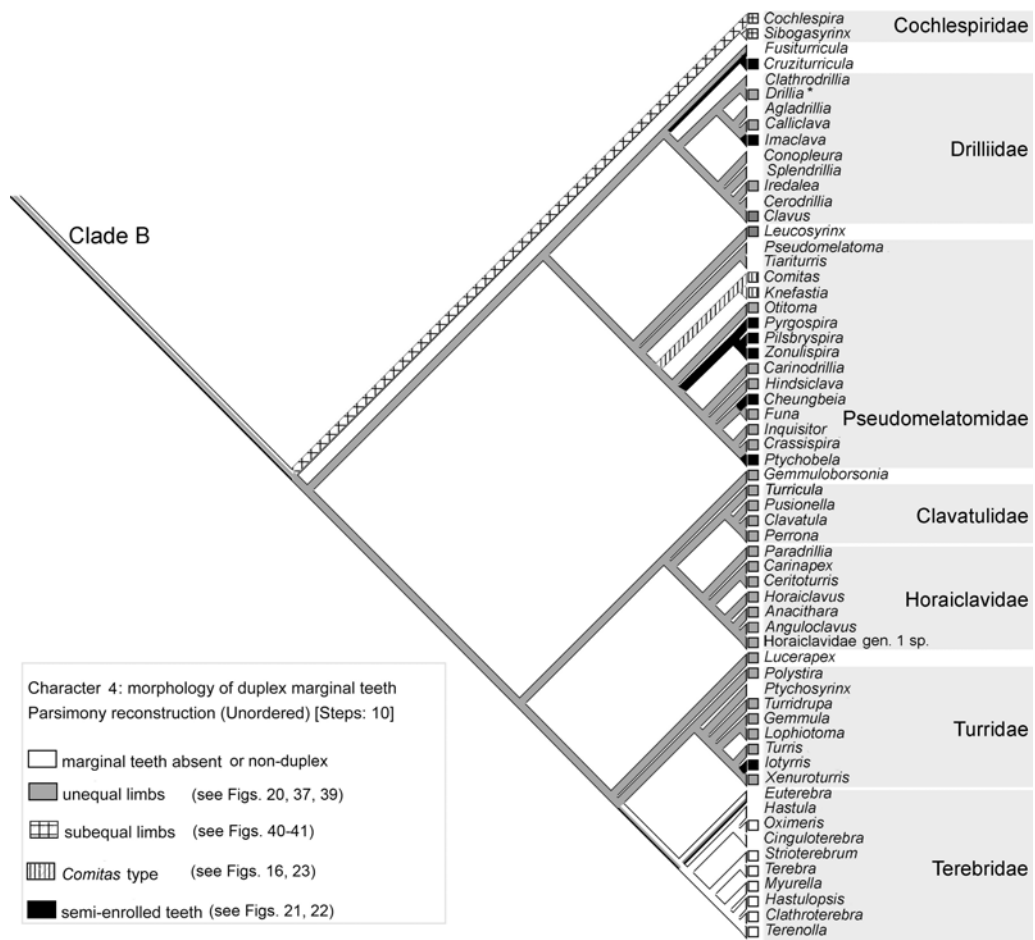 Clade B
Cochlespira
Sibogasyrinx
Cochlespiridae
Fusiturricula
Cruziturricula
Clathrodrillia
Drillia *
Agladrillia
Calliclava
Imaclava
Drilliidae
Conopleura
Splendrillia
Iredalea
Cerodrillia
Clavus
Leucosyrinx
Pseudomelatoma
Tiariturris
Comitas
Knefastia
Otitoma
Pyrgospira
Pilsbryspira
Zonulispira
Carinodrillia
Hindsiclava
Cheungbeia
Funa
Pseudomelatomidae
Inquisitor
Crassispira
Ptychobela
Gemmuloborsonia
Turricula
Pusionella
Clavatulidae
Clavatula
Perrona
Paradrillia
Carinapex
Ceritoturris
Horaiclavus
Horaiclavidae
Anacithara
Anguloclavus
Horaiclavidae gen. 1 sp.
Lucerapex
Polystira
Ptychosyrinx
Turridrupa
Gemmula
Turridae
Lophiotoma
Turris
Iotyrris
Xenuroturris
Euterebra
Hastula
Oximeris
Cinguloterebra
Strioterebrum
Terebra
Terebridae
Myurella
Hastulopsis
Clathroterebra
Terenolla
Character 4: morphology of duplex marginal teeth
Parsimony reconstruction (Unordered) [Steps: 10]
marginal teeth absent or non-duplex
unequal limbs (see Figs. 20, 37, 39)
subequal limbs (see Figs. 40-41)
Comitas type (see Figs. 16, 23)
semi-enrolled teeth (see Figs. 21, 22)